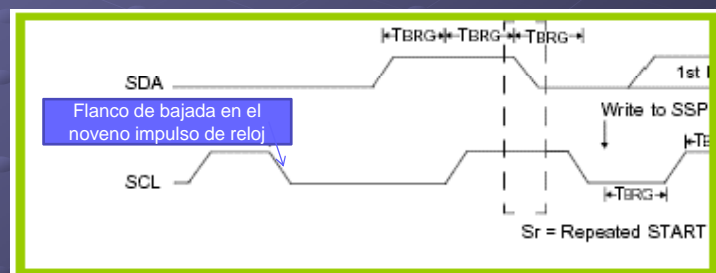 TBRG TBRG TBRG
SDA
1st
Flanco de bajada en el
noveno impulso de reloj
Write to SSP
SCL
TBRG
Sr = Repeated START